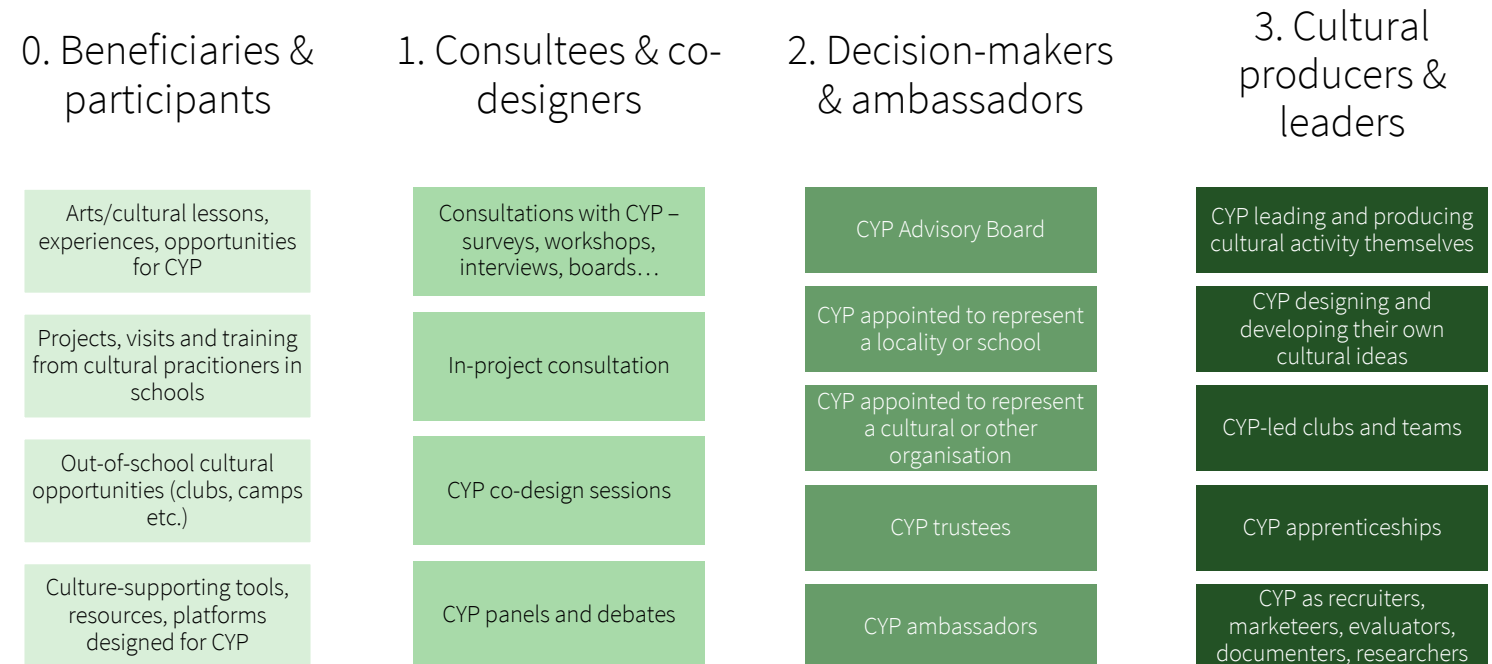 0. Beneficiaries &
participants
Arts/cultural lessons,
experiences, opportunities
for CYP
Projects, visits and training
from cultural practitioners in
schools
Out-of-school cultural
opportunities (clubs, camps
etc.)
Culture-supporting tools,
resources, platforms
designed for CYP
1. Consultees & co-
designers
Consultations with CYP –
surveys, workshops,
interviews, boards…
In-project consultation
CYP co-design sessions
CYP panels and debates
2. Decision-makers
& ambassadors
CYP Advisory Board
CYP appointed to represent
a locality or school
CYP appointed to represent
a cultural or other
organisation
CYP trustees
CYP ambassadors
3. Cultural
producers &
leaders
CYP leading and producing
cultural activity themselves
CYP designing and
developing their own
cultural ideas
CYP-led clubs and teams
CYP apprenticeships
CYP as recruiters,
marketeers, evaluators,
documenters, researchers